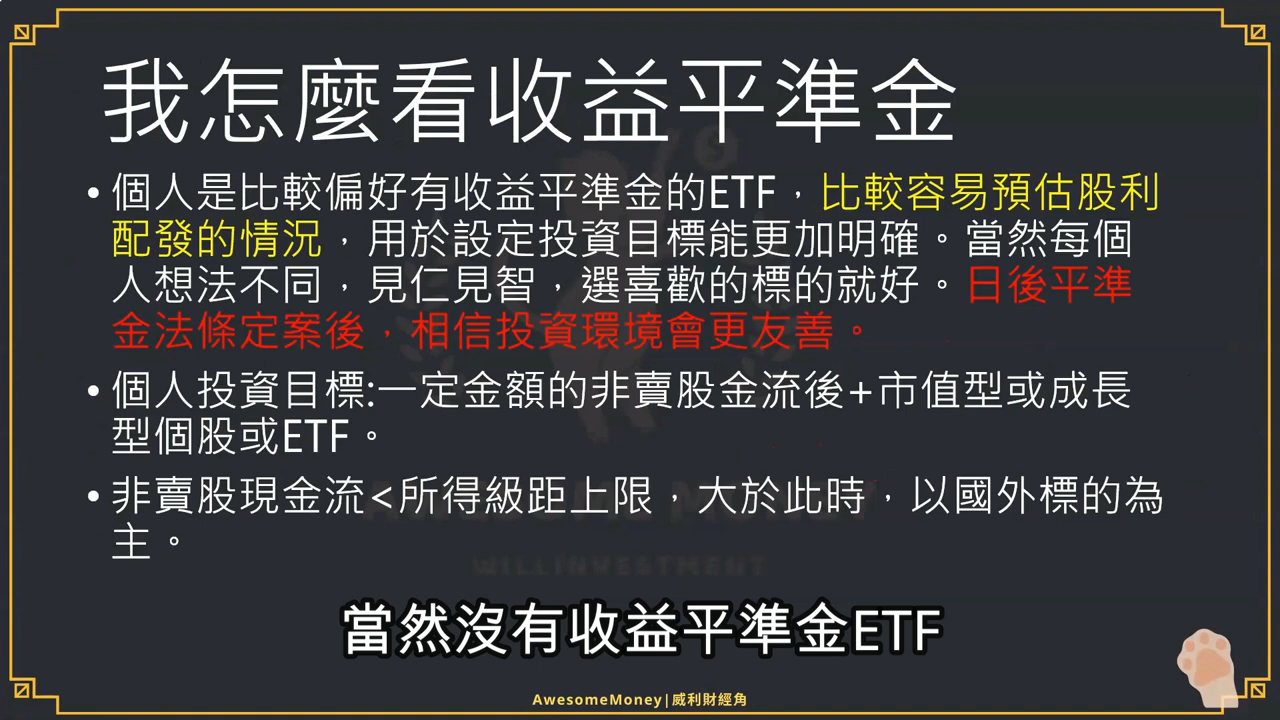 我怎麼看收益平準金
•個人是比較偏好有收益平準金的ETF，比較容易預估股利
配發的情況，用於設定投資目標能更加明確。當然每個
人想法不同，見仁見智，選喜歡的標的就好。日後平準
金法條定案後，相信投資環境會更友善。
•個人投資目標:一定金額的非賣股金流後+市值型或成長
型個股或ETF。
•非賣股現金流<所得級距上限，大於此時，以國外標的為
主。
WILLINVESTMENT
當然沒有收益平準金ETF
AwesomeMoney|威利財經角